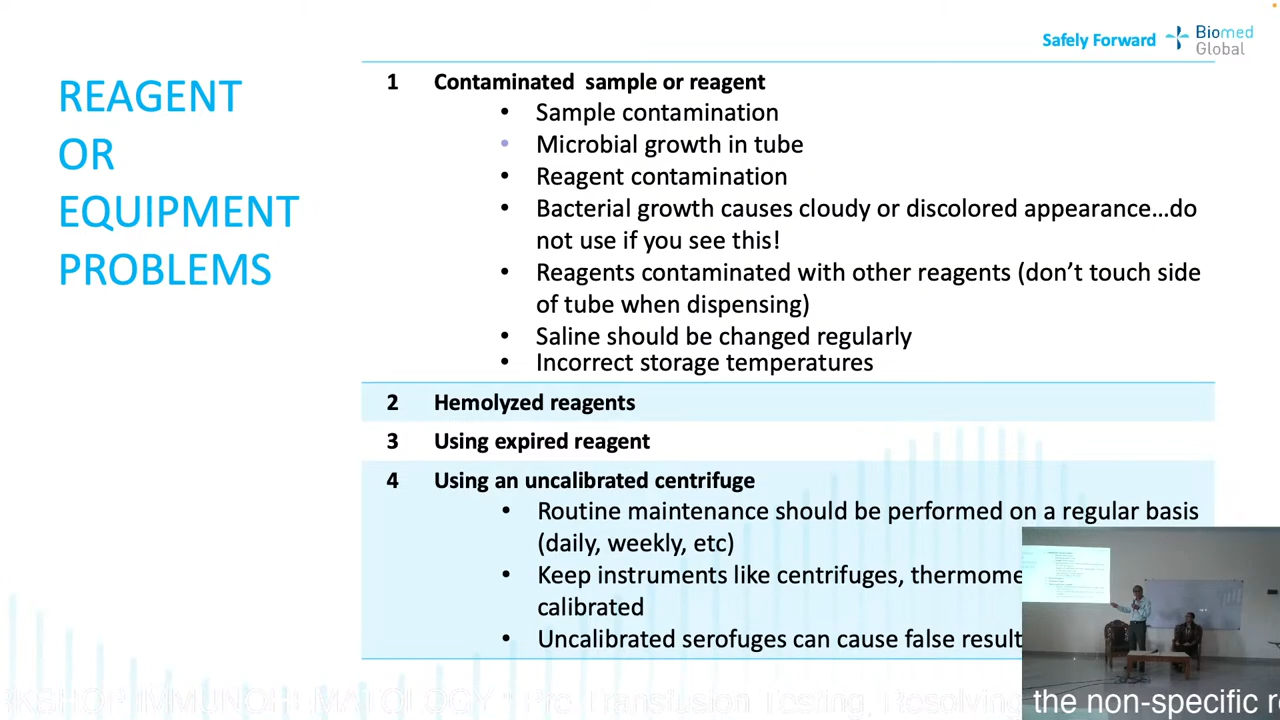 Safely Forward
Biomed
Global
REAGENT
OR
EQUIPMENT
PROBLEMS
1 Contaminated sample or reagent
• Sample contamination
• Microbial growth in tube
• Reagent contamination
• Bacterial growth causes cloudy or discolored appearance…do
not use if you see this!
• Reagents contaminated with other reagents (don’t touch side
of tube when dispensing)
• Saline should be changed regularly
• Incorrect storage temperatures
2 Hemolyzed reagents
3 Using expired reagent
4 Using an uncalibrated centrifuge
• Routine maintenance should be performed on a regular basis
(daily, weekly, etc)
• Keep instruments like centrifuges, thermome
calibrated
• Uncalibrated serofuges can cause false result
Pre Transfusion Testing, Resolving the non-specific r